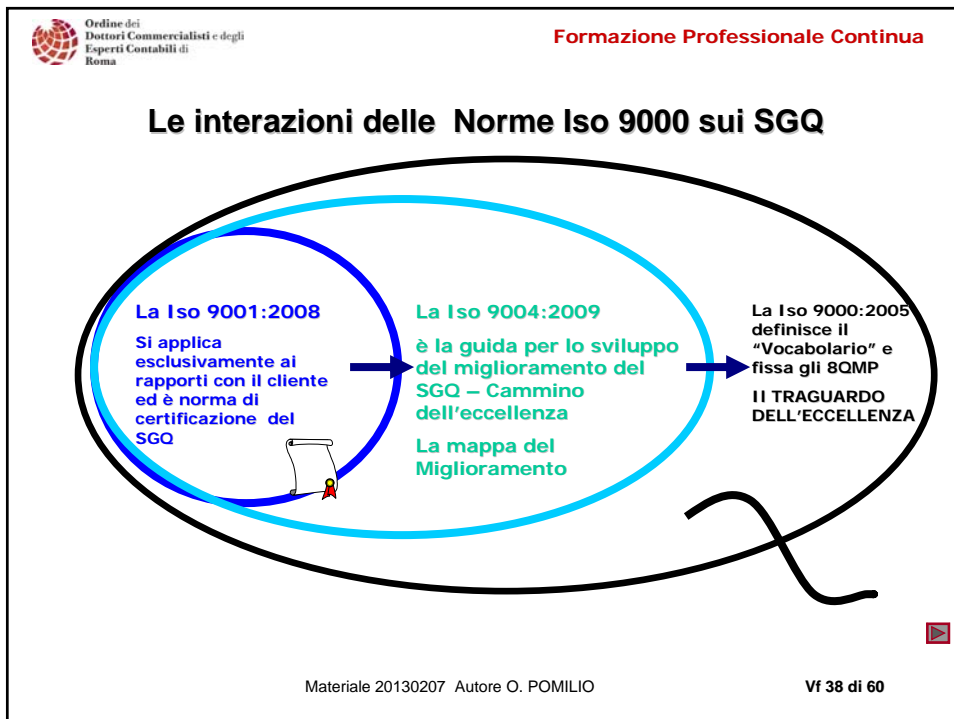 Ordine dei
Dottori Commercialisti e degli
Esperti Contabili di
Roma
Formazione Professionale Continua
Le interazioni delle Norme Iso 9000 sui SGQ
La Iso 9001:2008
Si applica
esclusivamente ai
rapporti con il cliente
ed è norma di
certificazione del
SGQ
La Iso 9004:2009
è la guida per lo sviluppo
del miglioramento del
SGQ – Cammino
dell'eccellenza
La mappa del
Miglioramento
La Iso 9000:2005
definisce il
“Vocabolario” e
fissa gli 8QMP
Il TRAGUARDO
DELL'ECCELLENZA
Materiale 20130207 Autore O. POMILIO
Vf 38 di 60